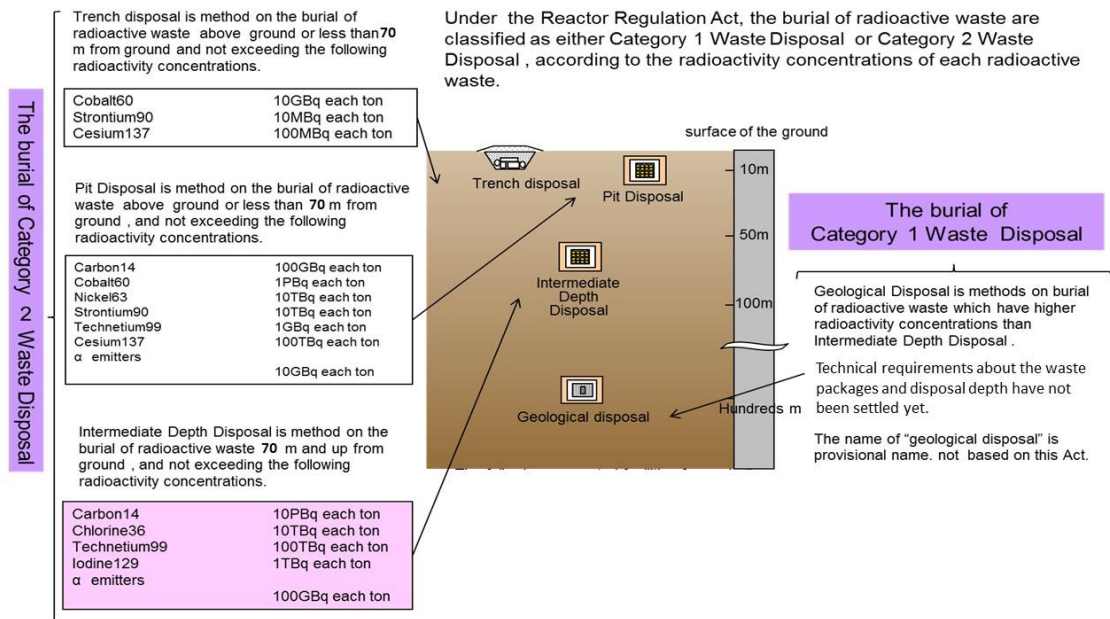 Trench disposal is method on the burial of
radioactive waste above ground or less than 70
m from ground and not exceeding the following
radioactivity concentrations.
Cobalt60 10GBq each ton
Strontium90 10MBq each ton
Cesium137 100MBq each ton
Pit Disposal is method on the burial of radioactive
waste above ground or less than 70 m from
ground , and not exceeding the following
radioactivity concentrations.
Carbon14 100GBq each ton
Cobalt60 1PBq each ton
Nickel63 10TBq each ton
Strontium90 10TBq each ton
Technetium99 1GBq each ton
Cesium137 100TBq each ton
α emitters
10GBq each ton
Intermediate Depth Disposal is method on the
burial of radioactive waste 70 m and up from
ground , and not exceeding the following
radioactivity concentrations.
Carbon14 10PBq each ton
Chlorine36 10TBq each ton
Technetium99 100TBq each ton
Iodine129 1TBq each ton
α emitters
100GBq each ton
The burial of Category 2 Waste Disposal
Under the Reactor Regulation Act, the burial of radioactive waste are
classified as either Category 1 Waste Disposal or Category 2 Waste
Disposal , according to the radioactivity concentrations of each radioactive
waste.
surface of the ground
Trench disposal
Pit Disposal
10m
50m
Intermediate
Depth
Disposal
100m
Geological disposal
Hundreds m
The burial of
Category 1 Waste Disposal
Geological Disposal is methods on burial
of radioactive waste which have higher
radioactivity concentrations than
Intermediate Depth Disposal .
Technical requirements about the waste
packages and disposal depth have not
been settled yet.
The name of “geological disposal” is
provisional name. not based on this Act.